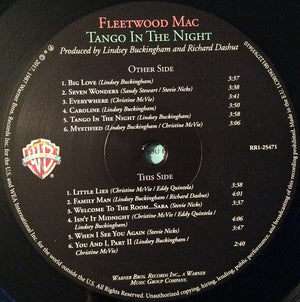 FLEETWOOD MAC
TANGO IN THE NIGHT
Produced by Lindsey Buckingham and Richard Dashut
OTHER SIDE
1. BIG LOVE (Lindsey Buckingham) 3:37
2. SEVEN WONDERS (Sandy Stewart / Stevie Nicks) 3:38
3. EVERYWHERE (Christine McVie) 3:41
4. CAROLINE (Lindsey Buckingham) 3:50
5. TANGO IN THE NIGHT (Lindsey Buckingham) 3:58
6. MYSTIFIED (Christine McVie / Lindsey Buckingham) 3:06
RR1-25471
THIS SIDE
1. LITTLE LIES (Christine McVie / Eddy Quintela) 3:38
2. FAMILY MAN (Lindsey Buckingham / Richard Dashut) 4:01
3. WELCOME TO THE ROOM...SARA (Stevie Nicks) 3:37
4. ISN'T IT MIDNIGHT (Christine McVie / Eddy Quintela / Lindsey Buckingham) 4:06
5. WHEN I SEE YOU AGAIN (Stevie Nicks) 3:47
6. YOU AND I, PART II (Lindsey Buckingham / Christine McVie) 2:40
WARNER BROS. RECORDS INC., A WARNER
MUSIC GROUP COMPANY.
for the world outside the U.S. All Rights Reserved. Unauthorized copying, hiring, lending, public performance, and broadcasting